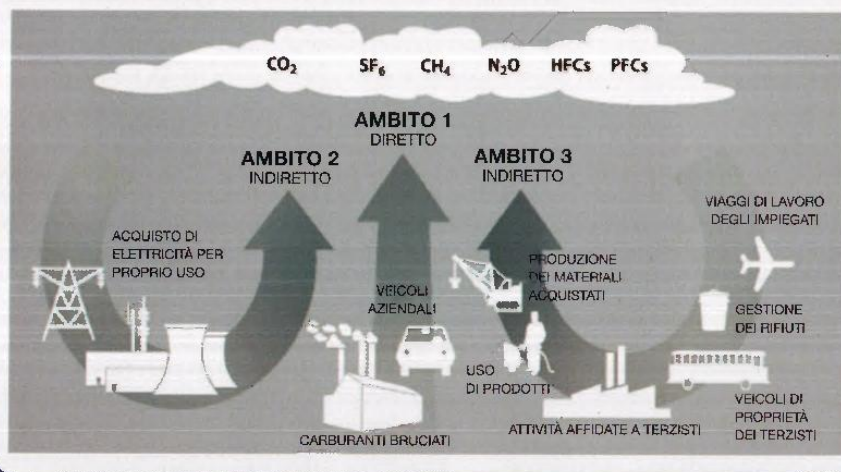 CO₂ SF₆ CH₄ N₂O HFCs PFCs
AMBITO 1
DIRETTO
AMBITO 2
INDIRETTO
AMBITO 3
INDIRETTO
ACQUISTO DI
ELETTRICITÀ PER
PROPRIO USO
VEICOLI
AZIENDALI
CARBURANTI BRUCIATI
PRODUZIONE
DEI MATERIALI
ACQUISTATI
USO
DI PRODOTTI
ATTIVITÀ AFFIDATE A TERZISTI
VIAGGI DI LAVORO
DEGLI IMPIEGATI
GESTIONE
DEI RIFIUTI
VEICOLI DI
PROPRIETÀ
DEI TERZISTI